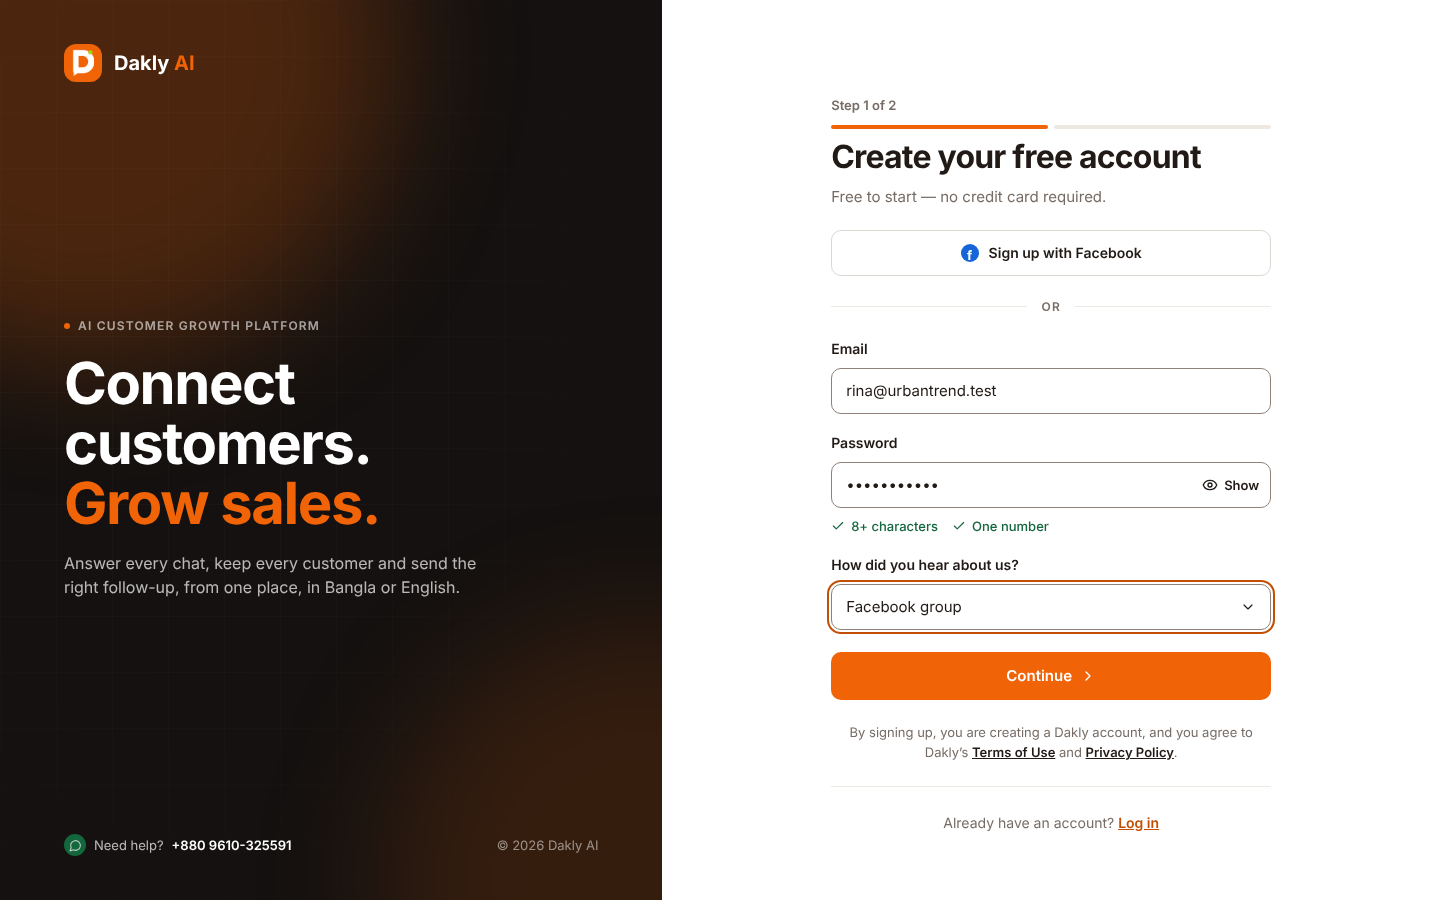 Dakly AI
AI CUSTOMER GROWTH PLATFORM
Connect
customers.
Grow sales.
Answer every chat, keep every customer and send the
right follow-up, from one place, in Bangla or English.
Need help? +880 9610-325591
© 2026 Dakly AI
Step 1 of 2
Create your free account
Free to start — no credit card required.
Sign up with Facebook
OR
Email
rina@urbantrend.test
Password
•••••••••••
Show
8+ characters One number
How did you hear about us?
Facebook group
Continue
By signing up, you are creating a Dakly account, and you agree to
Dakly’s Terms of Use and Privacy Policy.
Already have an account? Log in